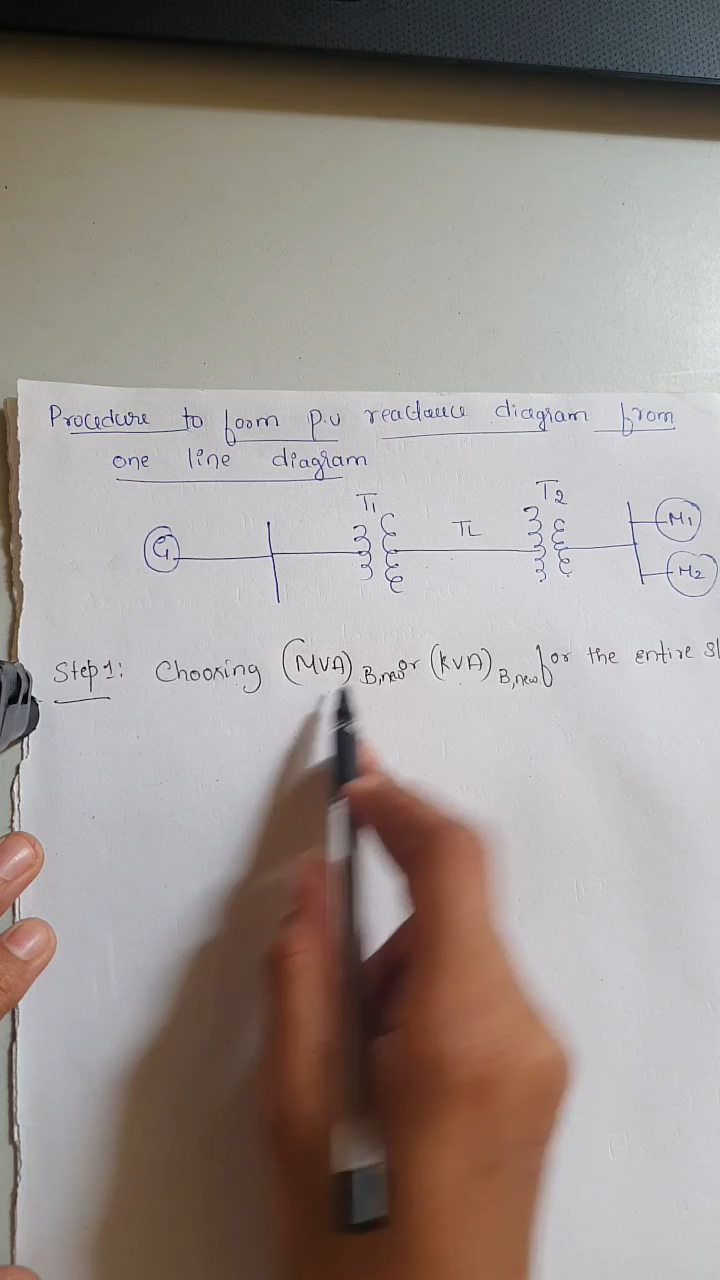 Procedure to form p.u reactance diagram from
one line diagram
G T1 TL T2 M1
M2
Step 1: Choosing (MVA) B,new or (KVA) B,new for the entire